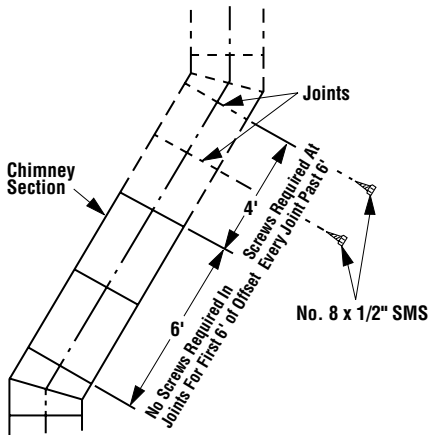 Joints
Chimney
Section
4'
Screws Required At
Every Joint Past 6'
No. 8 x 1/2" SMS
6'
No Screws Required In
Joints For First 6' of Offset